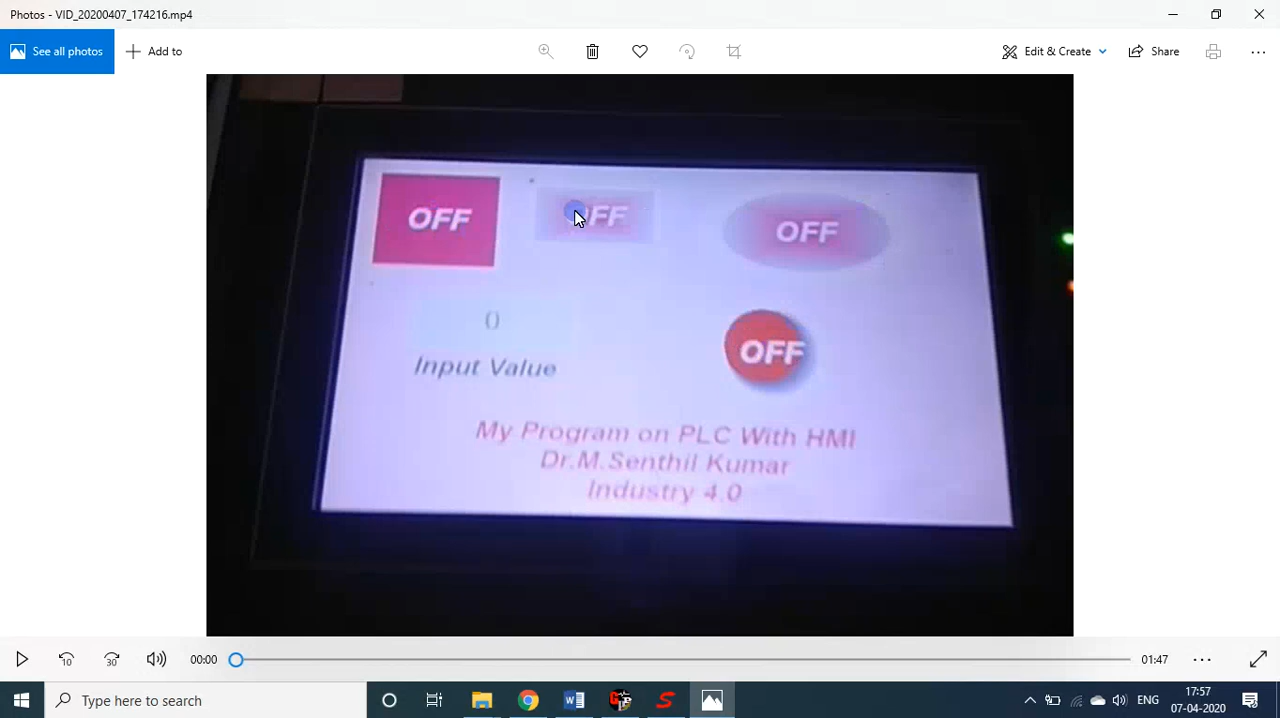 Photos - VID_20200407_174216.mp4
See all photos
Add to
Edit & Create
Share
OFF
OFF
OFF
0
Input Value
OFF
My Program on PLC With HMI
Dr.M.Senthil Kumar
Industry 4.0
10
30
00:00
01:47
Type here to search
ENG
17:57
07-04-2020